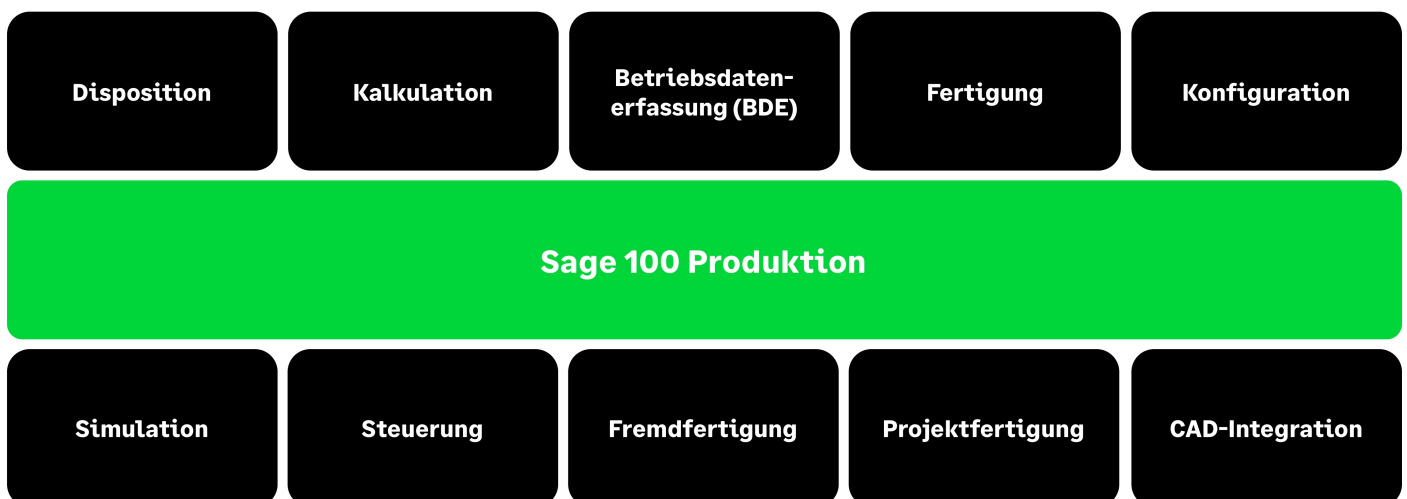 Disposition
Kalkulation
Betriebsdaten-
erfassung (BDE)
Fertigung
Konfiguration
Sage 100 Produktion
Simulation
Steuerung
Fremdfertigung
Projektfertigung
CAD-Integration